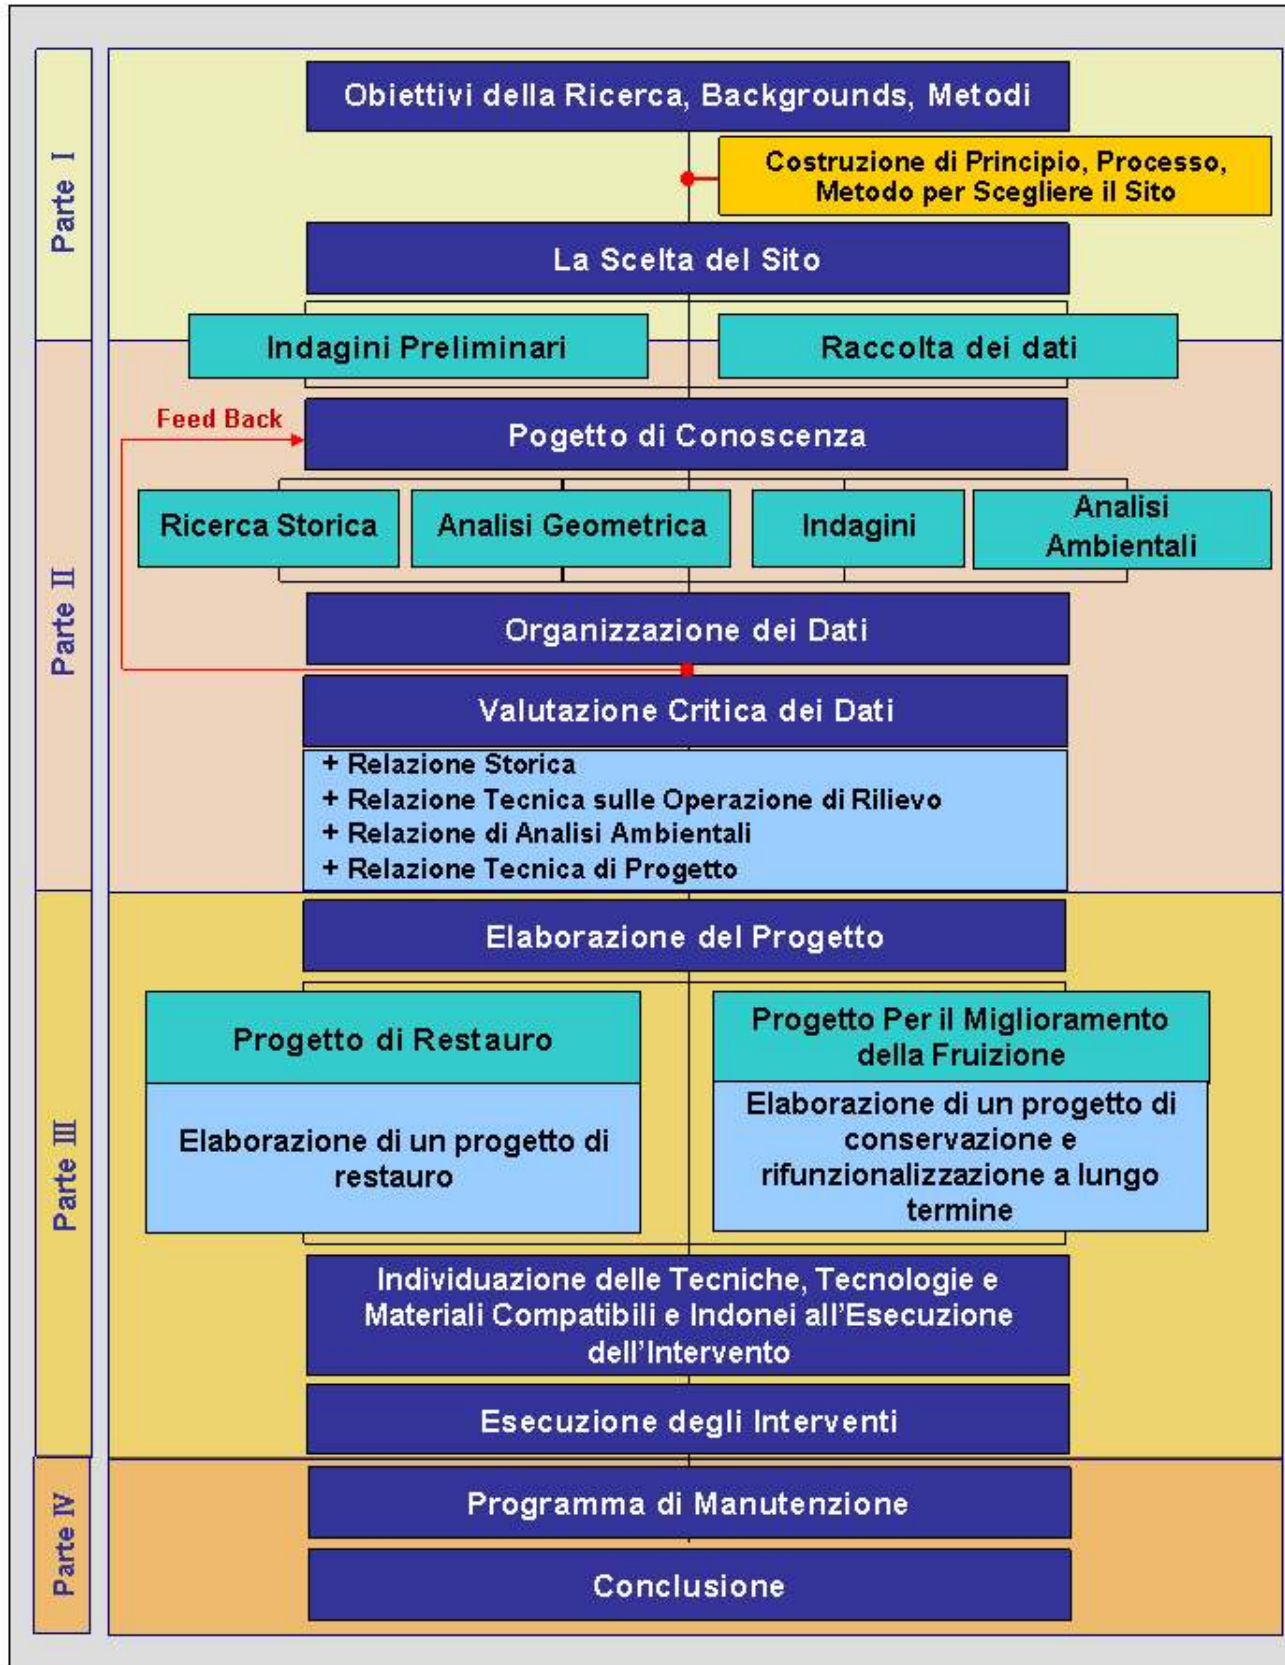 Parte I
Obiettivi della Ricerca, Backgrounds, Metodi
Costruzione di Principio, Processo,
Metodo per Scegliere il Sito
La Scelta del Sito
Indagini Preliminari
Raccolta dei dati
Parte II
Feed Back
Pogetto di Conoscenza
Ricerca Storica
Analisi Geometrica
Indagini
Analisi
Ambientali
Organizzazione dei Dati
Valutazione Critica dei Dati
+ Relazione Storica
+ Relazione Tecnica sulle Operazione di Rilievo
+ Relazione di Analisi Ambientali
+ Relazione Tecnica di Progetto
Parte III
Elaborazione del Progetto
Progetto di Restauro
Elaborazione di un progetto di
restauro
Progetto Per il Miglioramento
della Fruizione
Elaborazione di un progetto di
conservazione e
rifunzionalizzazione a lungo
termine
Individuazione delle Tecniche, Tecnologie e
Materiali Compatibili e Indonei all'Esecuzione
dell'Intervento
Esecuzione degli Interventi
Parte IV
Programma di Manutenzione
Conclusione